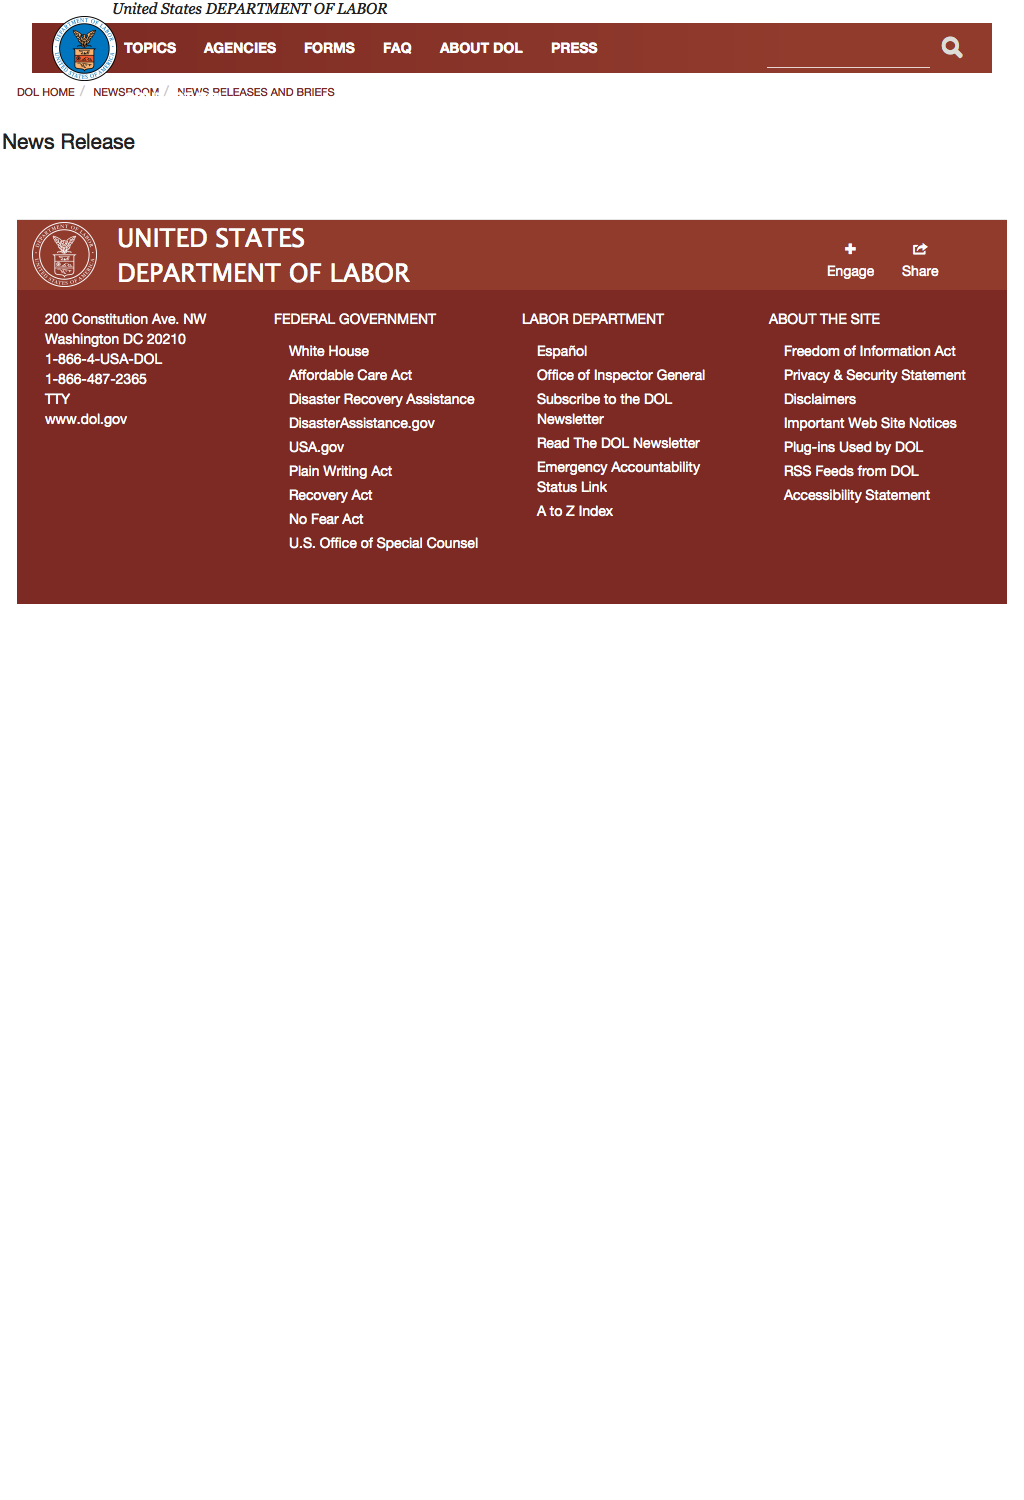 United States DEPARTMENT OF LABOR
TOPICS AGENCIES FORMS FAQ ABOUT DOL PRESS
DOL HOME / NEWSROOM / NEWS RELEASES AND BRIEFS
News Release
UNITED STATES
DEPARTMENT OF LABOR
Engage Share
200 Constitution Ave. NW
Washington DC 20210
1-866-4-USA-DOL
1-866-487-2365
TTY
www.dol.gov
FEDERAL GOVERNMENT
White House
Affordable Care Act
Disaster Recovery Assistance
DisasterAssistance.gov
USA.gov
Plain Writing Act
Recovery Act
No Fear Act
U.S. Office of Special Counsel
LABOR DEPARTMENT
Español
Office of Inspector General
Subscribe to the DOL
Newsletter
Read The DOL Newsletter
Emergency Accountability
Status Link
A to Z Index
ABOUT THE SITE
Freedom of Information Act
Privacy & Security Statement
Disclaimers
Important Web Site Notices
Plug-ins Used by DOL
RSS Feeds from DOL
Accessibility Statement